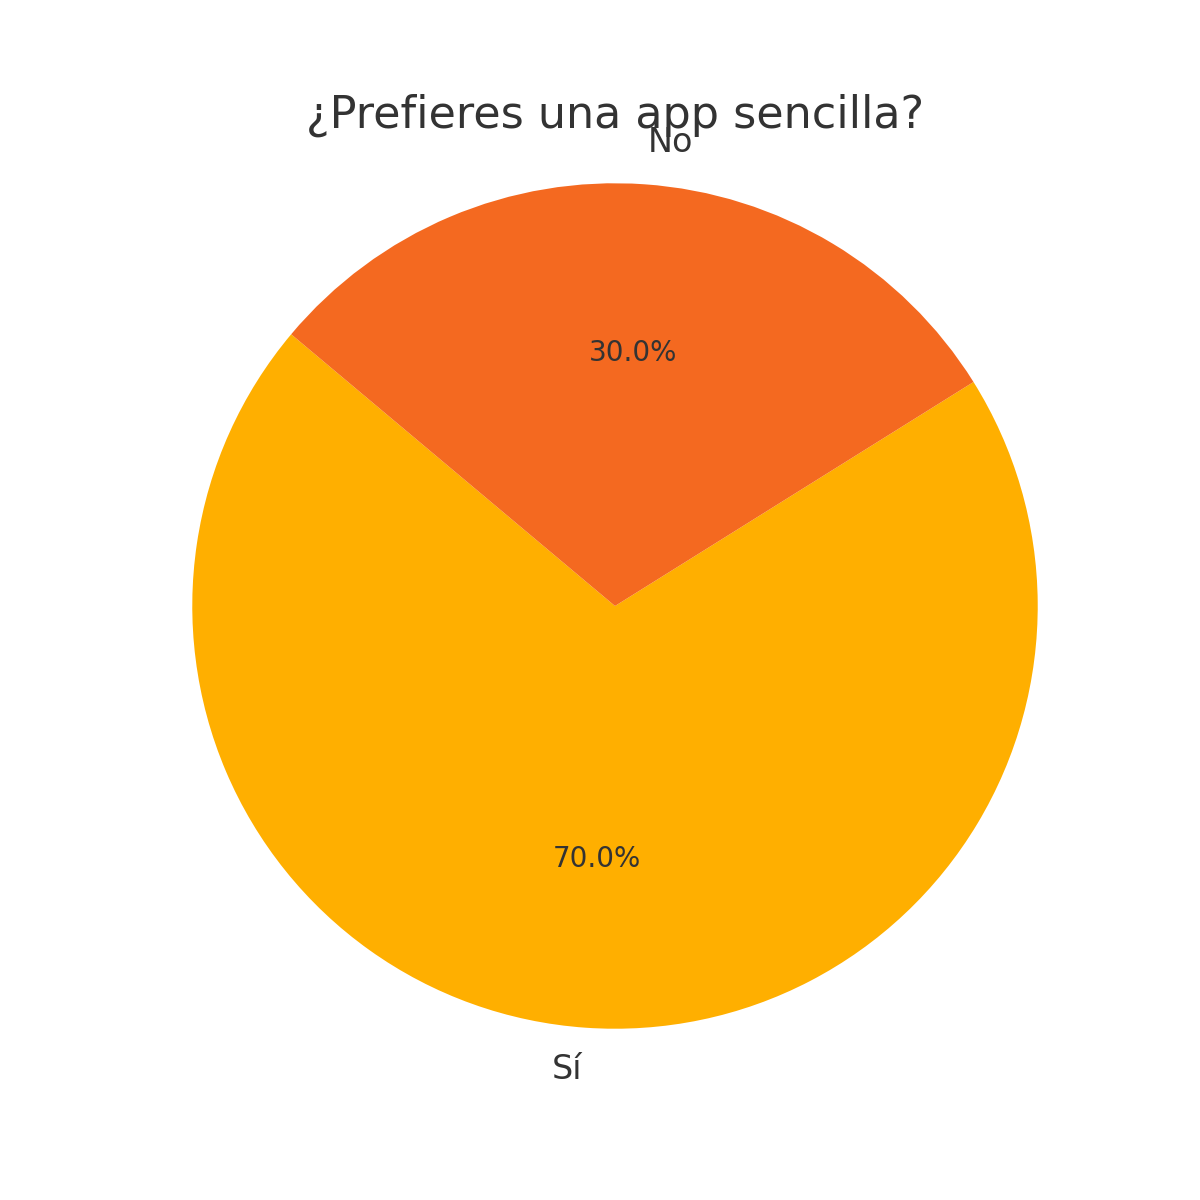 ¿Prefieres una app sencilla?
No
30.0%
70.0%
Sí